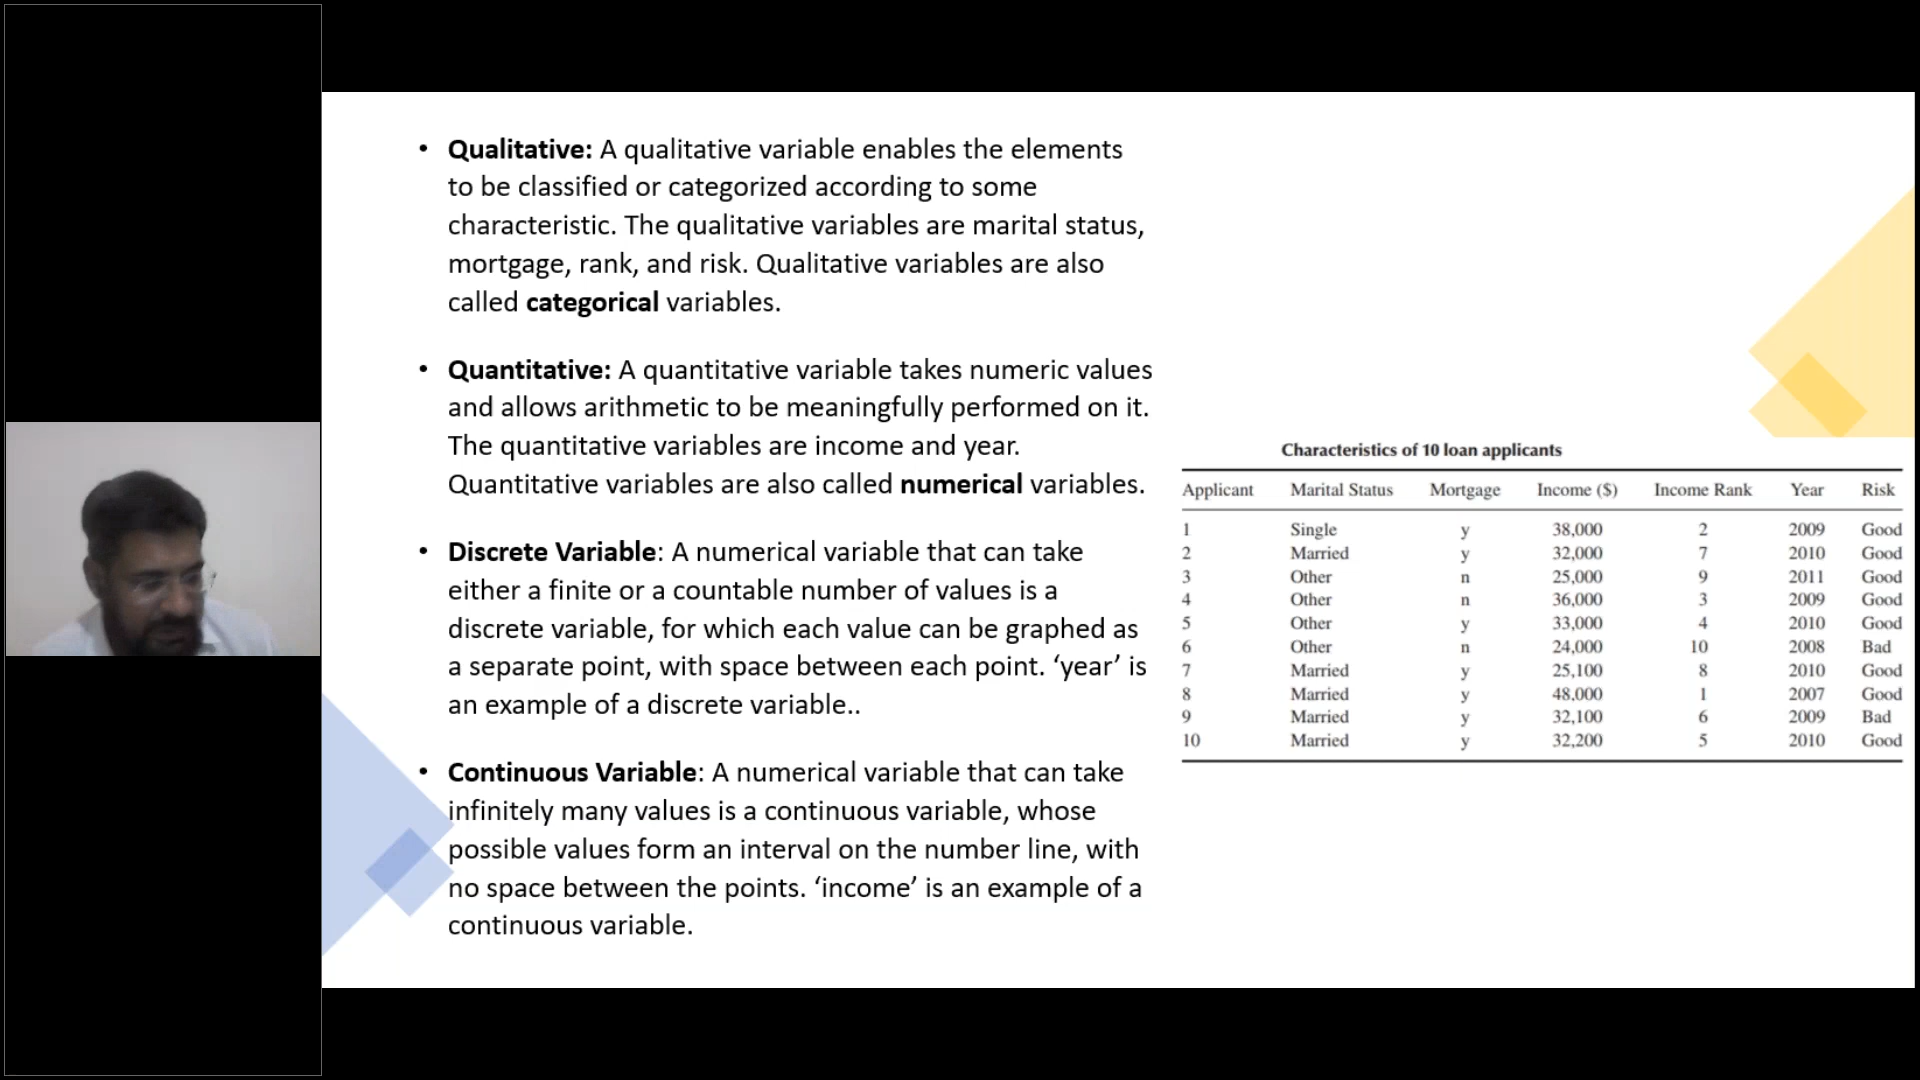 • Qualitative: A qualitative variable enables the elements
to be classified or categorized according to some
characteristic. The qualitative variables are marital status,
mortgage, rank, and risk. Qualitative variables are also
called categorical variables.
• Quantitative: A quantitative variable takes numeric values
and allows arithmetic to be meaningfully performed on it.
The quantitative variables are income and year.
Quantitative variables are also called numerical variables.
• Discrete Variable: A numerical variable that can take
either a finite or a countable number of values is a
discrete variable, for which each value can be graphed as
a separate point, with space between each point. ‘year’ is
an example of a discrete variable..
• Continuous Variable: A numerical variable that can take
infinitely many values is a continuous variable, whose
possible values form an interval on the number line, with
no space between the points. ‘income’ is an example of a
continuous variable.
Characteristics of 10 loan applicants
Applicant Marital Status Mortgage Income ($) Income Rank Year Risk
1 Single y 38,000 2 2009 Good
2 Married y 32,000 7 2010 Good
3 Other n 25,000 9 2011 Good
4 Other n 36,000 3 2009 Good
5 Other y 33,000 4 2010 Good
6 Other n 24,000 10 2008 Bad
7 Married y 25,100 8 2010 Good
8 Married y 48,000 1 2007 Good
9 Married y 32,100 6 2009 Bad
10 Married y 32,200 5 2010 Good